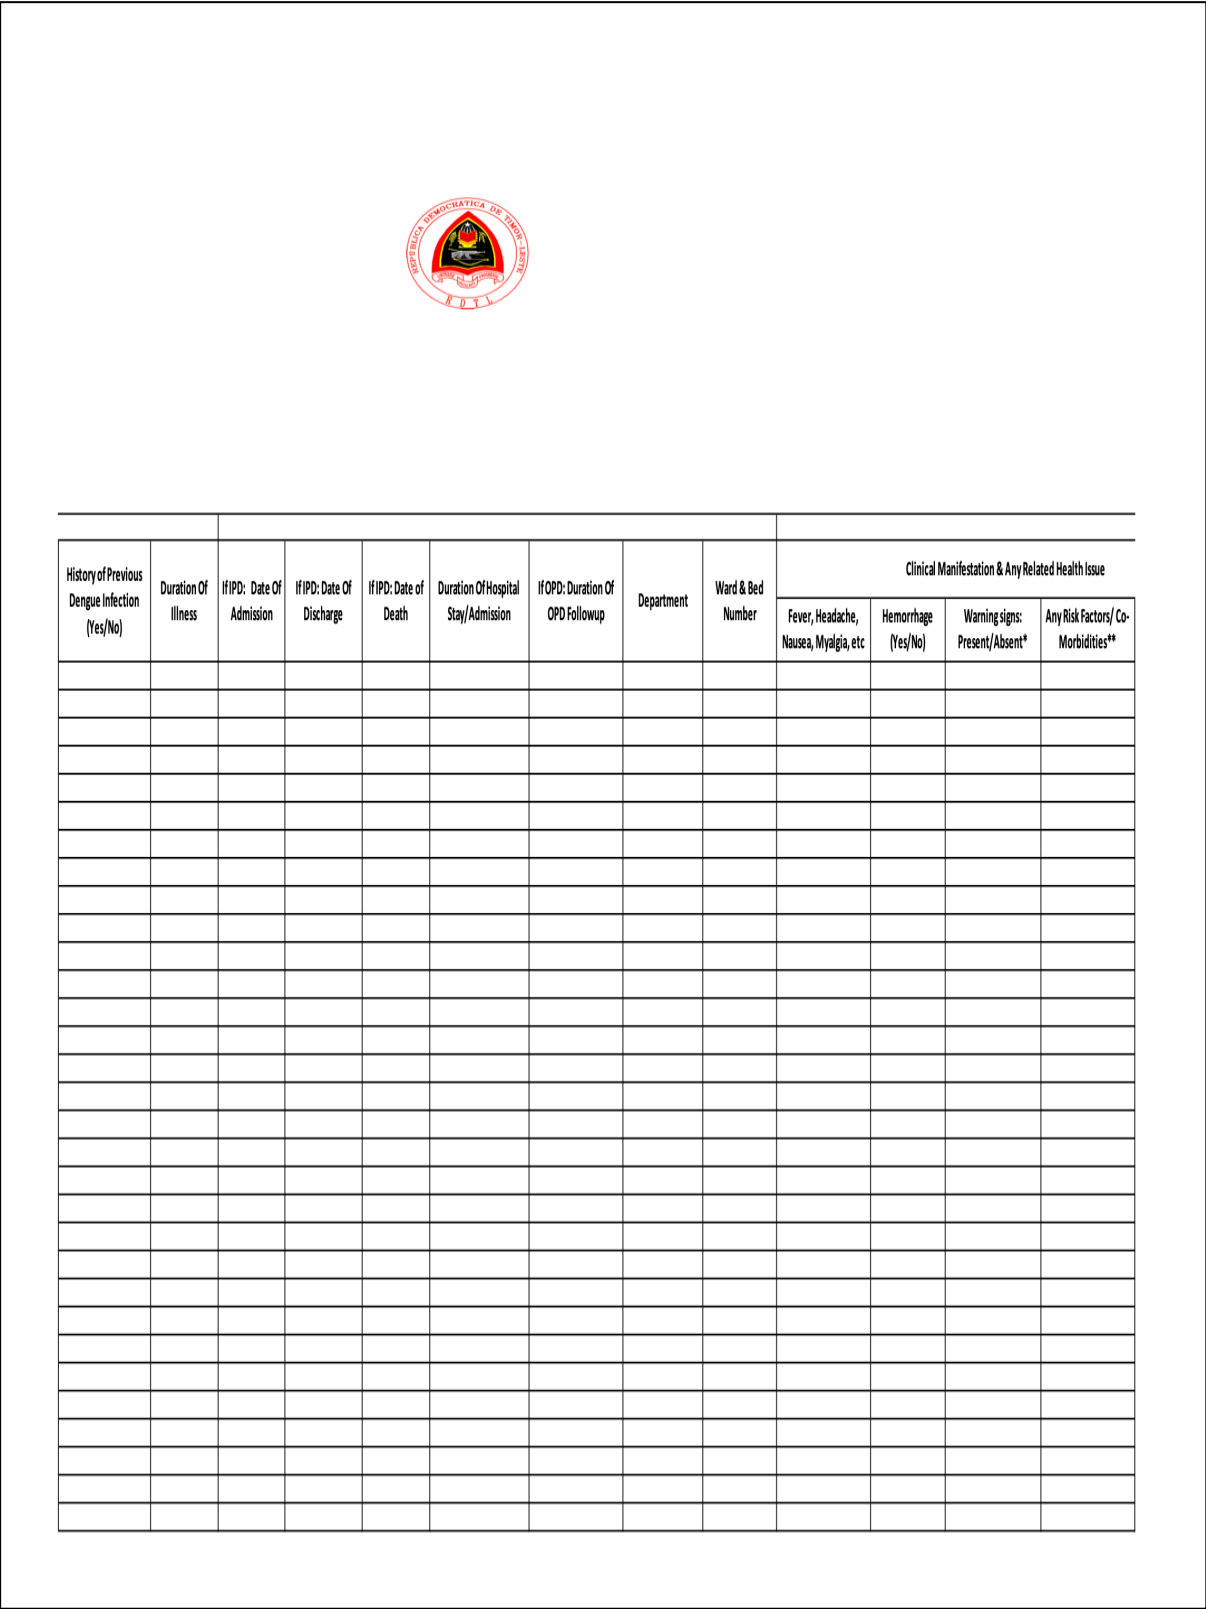 REPÚBLICA DEMOCRATICA DE TIMOR-LESTE
RDTL
History of Previous
Dengue Infection
(Yes/No)
Duration Of
Illness
If IPD: Date Of
Admission
If IPD: Date Of
Discharge
If IPD: Date of
Death
Duration Of Hospital
Stay/Admission
If OPD: Duration Of
OPD Followup
Department
Ward & Bed
Number
Clinical Manifestation & Any Related Health Issue
Fever, Headache,
Nausea, Myalgia, etc
Hemorrhage
(Yes/No)
Warning signs:
Present/Absent*
Any Risk Factors/ Co-
Morbidities**